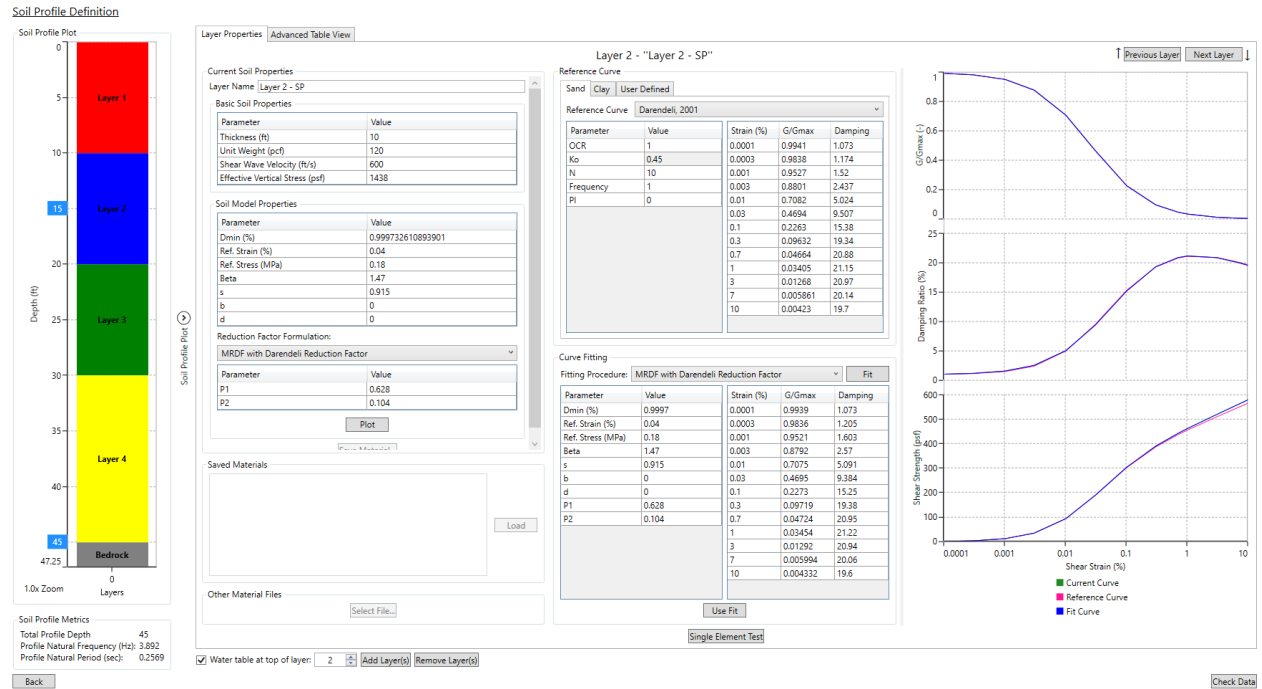 Soil Profile Definition
Soil Profile Plot
0
5
10
15
20
25
30
35
40
45
47.25
Depth (ft)
Layer 1
Layer 2
Layer 3
Layer 4
Bedrock
0
1.0x Zoom
Layers
Soil Profile Metrics
Total Profile Depth 45
Profile Natural Frequency (Hz): 3.892
Profile Natural Period (sec): 0.2569
Back
Soil Profile Plot
Layer Properties Advanced Table View
Layer 2 - "Layer 2 - SP"
↑ Previous Layer Next Layer ↓
Current Soil Properties
Layer Name Layer 2 - SP
Basic Soil Properties
Parameter Value
Thickness (ft) 10
Unit Weight (pcf) 120
Shear Wave Velocity (ft/s) 600
Effective Vertical Stress (psf) 1438
Soil Model Properties
Parameter Value
Dmin (%) 0.999732610893901
Ref. Strain (%) 0.04
Ref. Stress (MPa) 0.18
Beta 1.47
s 0.915
b 0
d 0
Reduction Factor Formulation:
MRDF with Darendeli Reduction Factor
Parameter Value
P1 0.628
P2 0.104
Plot
Save Material
Saved Materials
Load
Other Material Files
Select File...
Reference Curve
Sand Clay User Defined
Reference Curve Darendeli, 2001
Parameter Value
OCR 1
Ko 0.45
N 10
Frequency 1
PI 0
Strain (%) G/Gmax Damping
0.0001 0.9941 1.073
0.0003 0.9838 1.174
0.001 0.9527 1.52
0.003 0.8801 2.437
0.01 0.7082 5.024
0.03 0.4694 9.507
0.1 0.2263 15.38
0.3 0.09632 19.34
0.7 0.04664 20.88
1 0.03405 21.15
3 0.01268 20.97
7 0.005861 20.14
10 0.00423 19.7
Curve Fitting
Fitting Procedure: MRDF with Darendeli Reduction Factor Fit
Parameter Value
Dmin (%) 0.9997
Ref. Strain (%) 0.04
Ref. Stress (MPa) 0.18
Beta 1.47
s 0.915
b 0
d 0
P1 0.628
P2 0.104
Strain (%) G/Gmax Damping
0.0001 0.9939 1.073
0.0003 0.9836 1.205
0.001 0.9521 1.603
0.003 0.8792 2.57
0.01 0.7075 5.091
0.03 0.4695 9.384
0.1 0.2273 15.25
0.3 0.09719 19.38
0.7 0.04724 20.95
1 0.03454 21.22
3 0.01292 20.94
7 0.005994 20.06
10 0.004332 19.6
Use Fit
Single Element Test
G/Gmax (-)
1
0.8
0.6
0.4
0.2
0
Damping Ratio (%)
25
20
15
10
5
0
Shear Strength (psf)
600
500
400
300
200
100
0
0.0001 0.001 0.01 0.1 1 10
Shear Strain (%)
Current Curve
Reference Curve
Fit Curve
Water table at top of layer: 2 Add Layer(s) Remove Layer(s)
Check Data